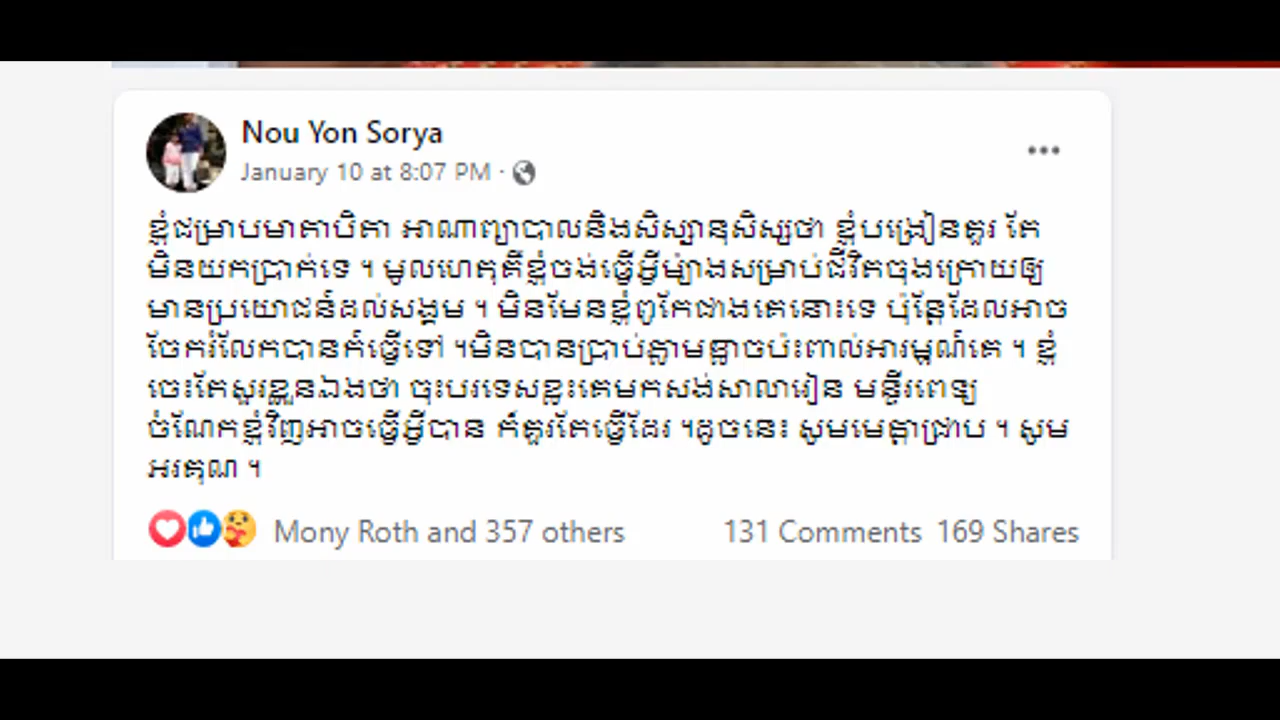 Nou Yon Sorya
January 10 at 8:07 PM ·
ខ្ញុំជម្រាបមាតាបិតា អាណាព្យាបាលនិងសិស្សានុសិស្សថា ខ្ញុំបង្រៀនគួរ តែ
មិនយកប្រាក់ទេ ។ មូលហេតុគឺខ្ញុំចង់ធ្វើអ្វីម៉្យាងសម្រាប់ជីវិតចុងក្រោយឲ្យ
មានប្រយោជន៍ដល់សង្គម ។ មិនមែនខ្ញុំពូកែជាងគេនោះទេ ប៉ុន្តែដែលអាច
ចែករំលែកបានក៏ធ្វើទៅ ។មិនបានប្រាប់ភ្លាមខ្លាចប៉ះពាល់អារម្មណ៍គេ ។ ខ្ញុំ
ចេះតែសួរខ្លួនឯងថា ចុះបរទេសខ្លះគេមកសង់សាលារៀន មន្ទីរពេទ្យ
ចំណែកខ្ញុំវិញអាចធ្វើអ្វីបាន ក៏គួរតែធ្វើដែរ ។ដូចនេះ សូមមេត្តាជ្រាប ។ សូម
អរគុណ ។
Mony Roth and 357 others 131 Comments 169 Shares